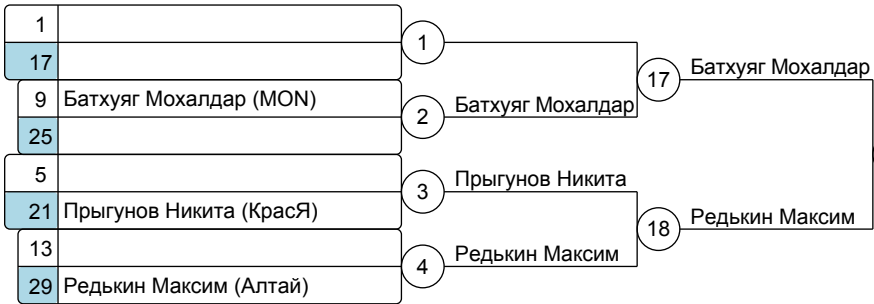 1
1
17
17
Батхуяг Мохалдар
9 Батхуяг Мохалдар (MON)
2
Батхуяг Мохалдар
25
5
3
Прыгунов Никита
21 Прыгунов Никита (КрасЯ)
18
Редькин Максим
13
4
Редькин Максим
29 Редькин Максим (Алтай)